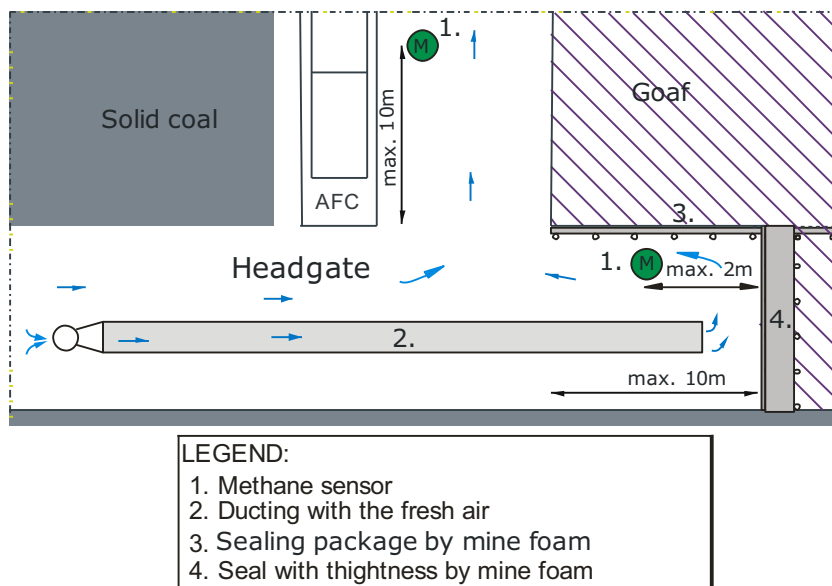 M 1.
Solid coal
Goaf
max. 10m
AFC
3.
Headgate
1. M
max. 2m
2.
4.
max. 10m
LEGEND:
1. Methane sensor
2. Ducting with the fresh air
3. Sealing package by mine foam
4. Seal with thightness by mine foam